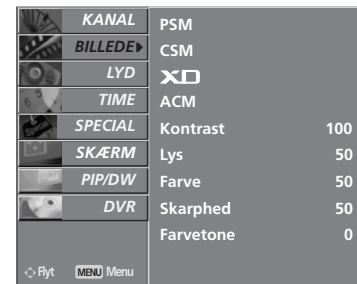 KANAL
BILLEDE
LYD
TIME
SPECIAL
SKÆRM
PIP/DW
DVR
Flyt MENU Menu
PSM
CSM
XD
ACM
Kontrast 100
Lys 50
Farve 50
Skarphed 50
Farvetone 0